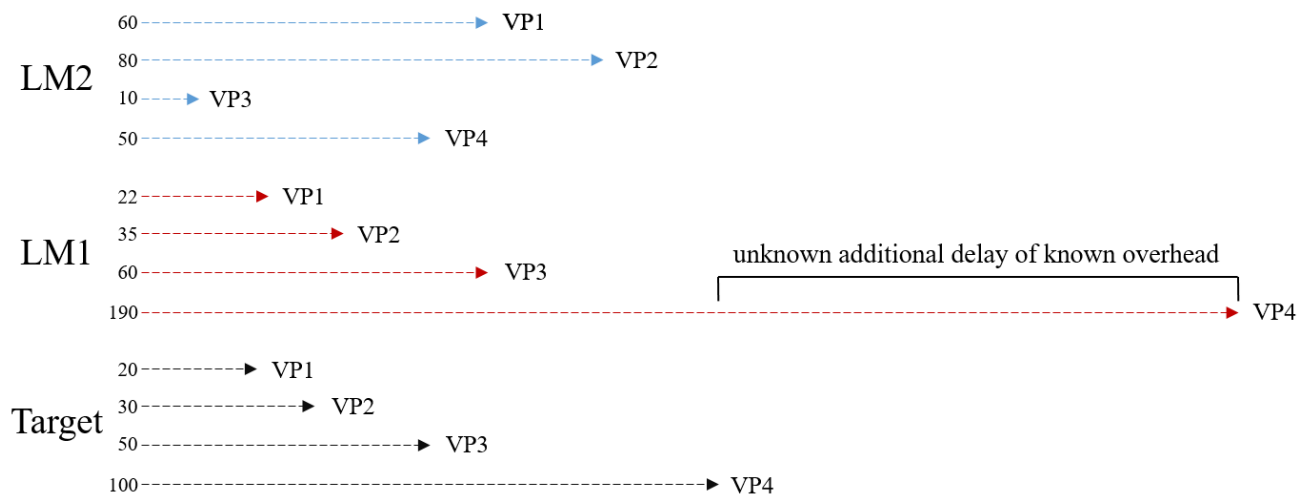 60 VP1
80 VP2
LM2
10 VP3
50 VP4
22 VP1
35 VP2
LM1
unknown additional delay of known overhead
60 VP3
190 VP4
20 VP1
30 VP2
Target
50 VP3
100 VP4